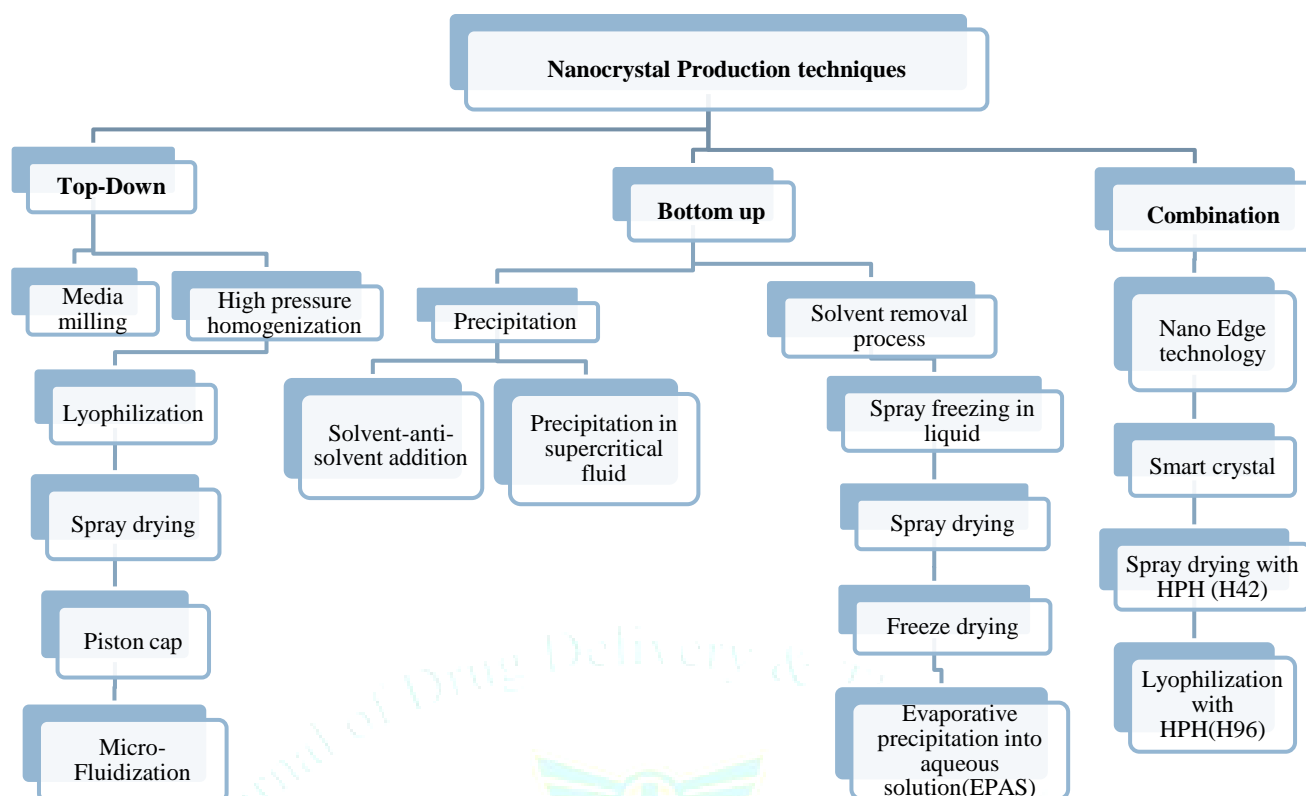 Nanocrystal Production techniques
Top-Down
Bottom up
Combination
Media
milling
High pressure
homogenization
Lyophilization
Spray drying
Piston cap
Micro-
Fluidization
Precipitation
Solvent-anti-
solvent addition
Precipitation in
supercritical
fluid
Solvent removal
process
Spray freezing in
liquid
Spray drying
Freeze drying
Evaporative
precipitation into
aqueous
solution(EPAS)
Nano Edge
technology
Smart crystal
Spray drying with
HPH (H42)
Lyophilization
with
HPH(H96)
of Drug Delivery &